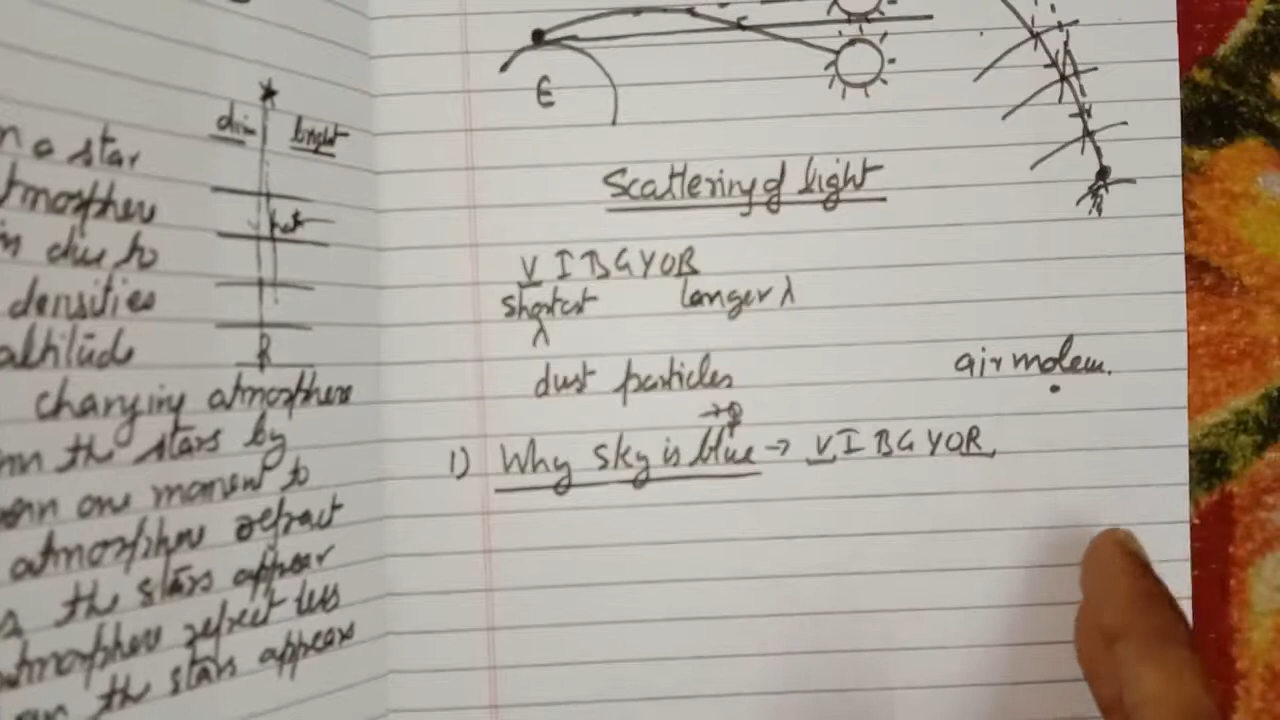 dim bright
n a star
tmosphere
hot
in due to
densities
altitude
R
changing atmosphere
the stars by
one moment to
atmosphere refract
the stars appear
tmosphere refract less
the stars appears
E
Scattering of light
V I B G Y O R
shortest longer λ
λ
dust particles
air molecu.
1) Why sky is blue → V I B G Y O R